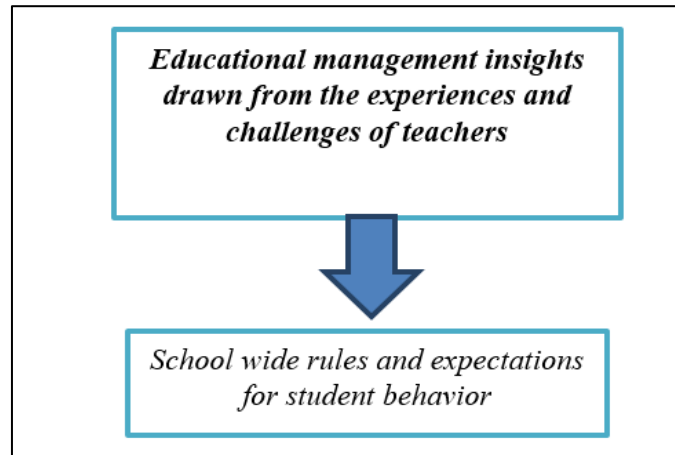 Educational management insights
drawn from the experiences and
challenges of teachers
School wide rules and expectations
for student behavior